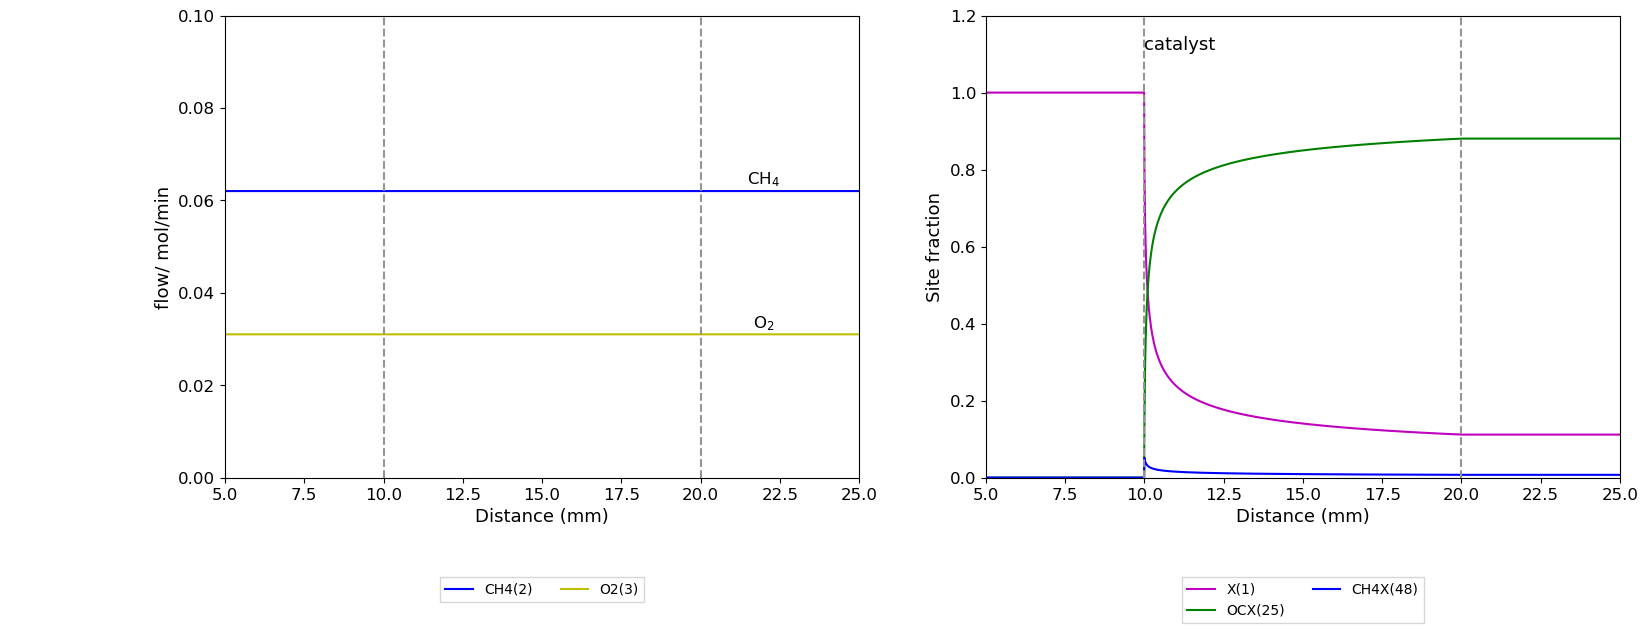 0.10
0.08
0.06
0.04
0.02
0.00
flow/ mol/min
CH₄
O₂
5.0 7.5 10.0 12.5 15.0 17.5 20.0 22.5 25.0
Distance (mm)
CH4(2) O2(3)
1.2
1.0
0.8
0.6
0.4
0.2
0.0
Site fraction
catalyst
5.0 7.5 10.0 12.5 15.0 17.5 20.0 22.5 25.0
Distance (mm)
X(1) CH4X(48)
OCX(25)